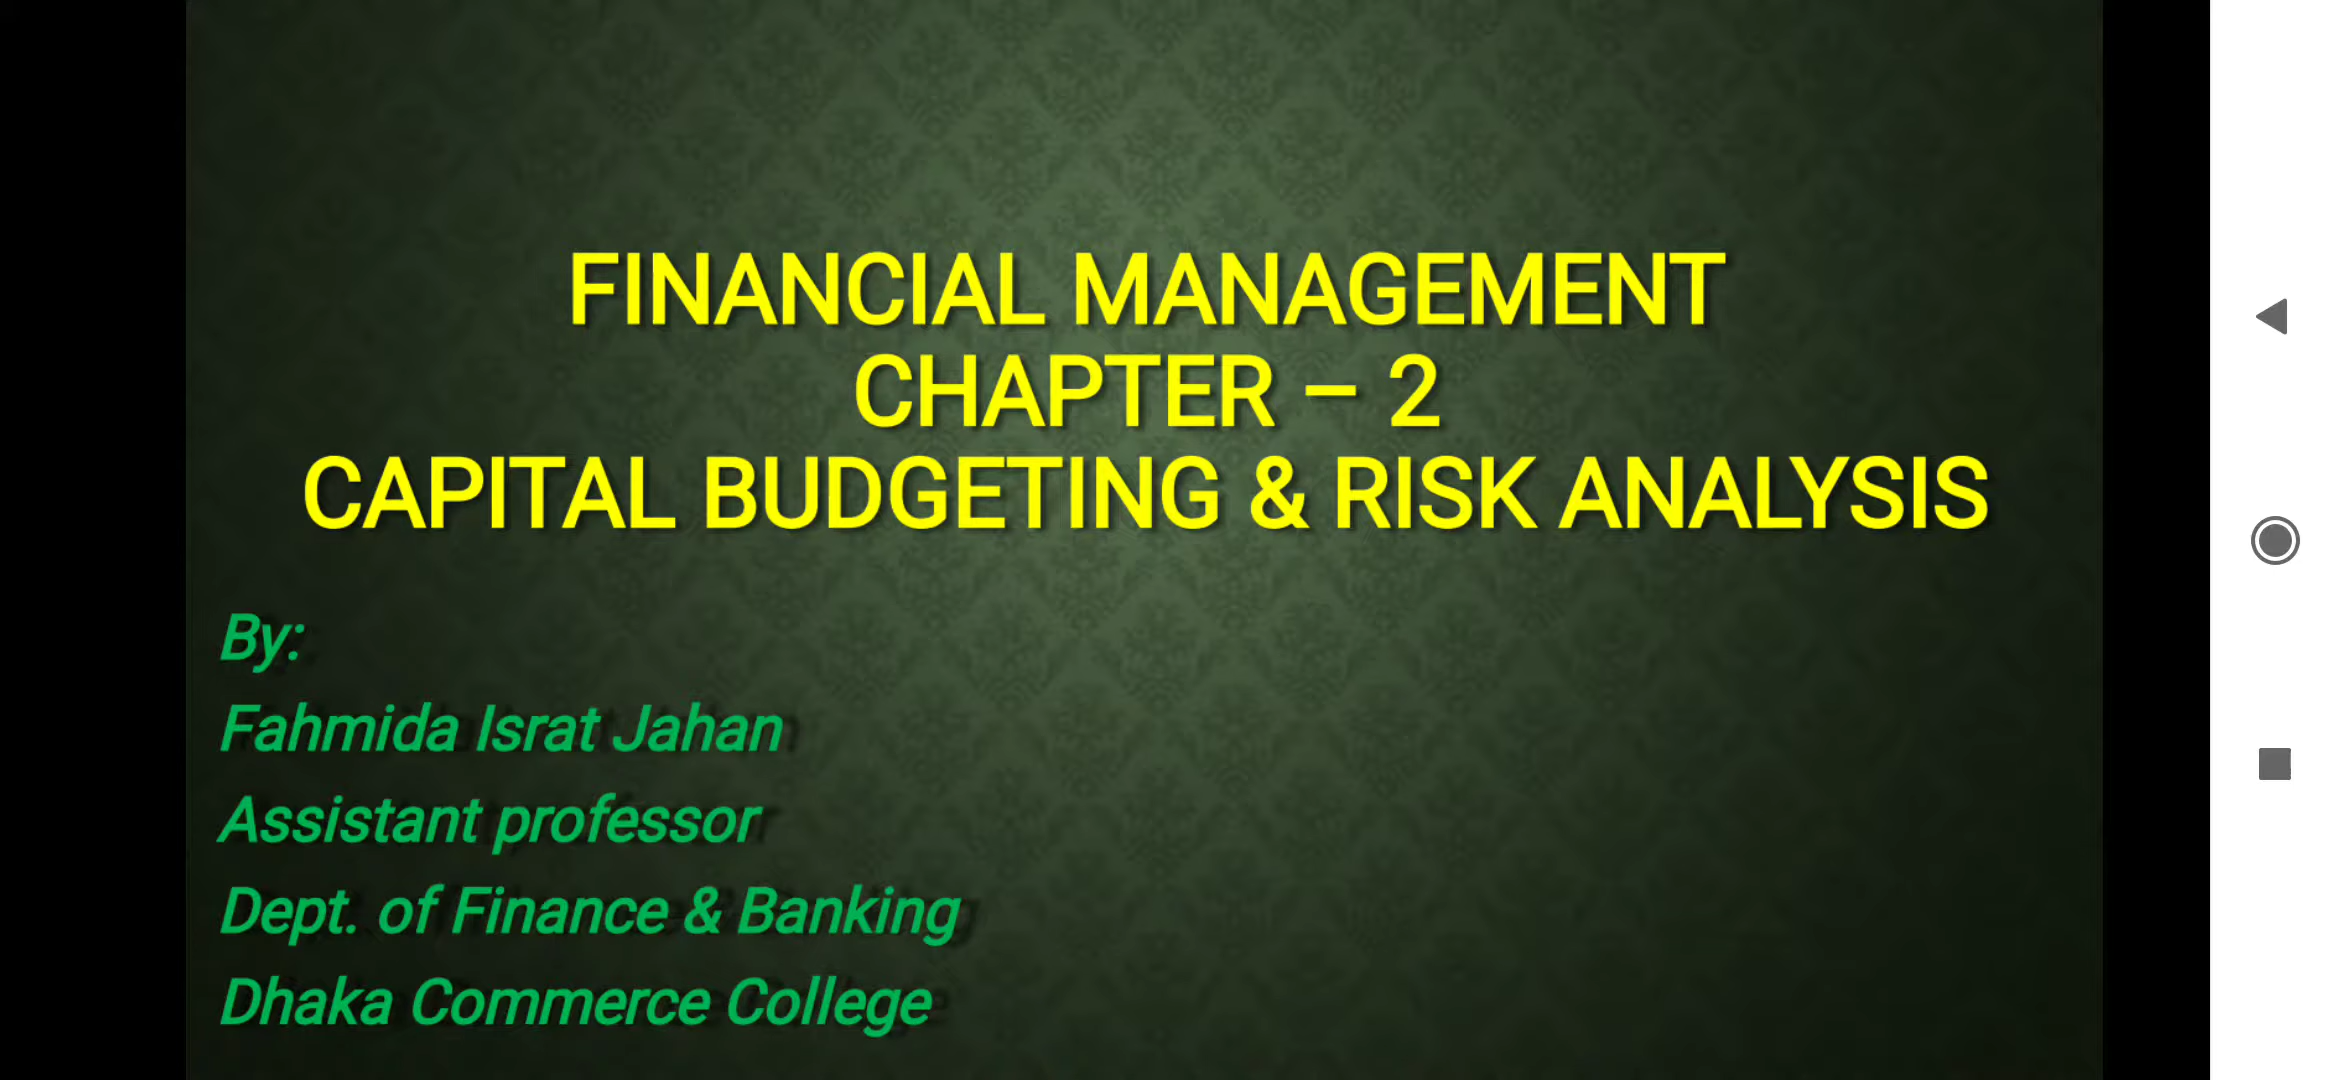 FINANCIAL MANAGEMENT
CHAPTER – 2
CAPITAL BUDGETING & RISK ANALYSIS
By:
Fahmida Israt Jahan
Assistant professor
Dept. of Finance & Banking
Dhaka Commerce College